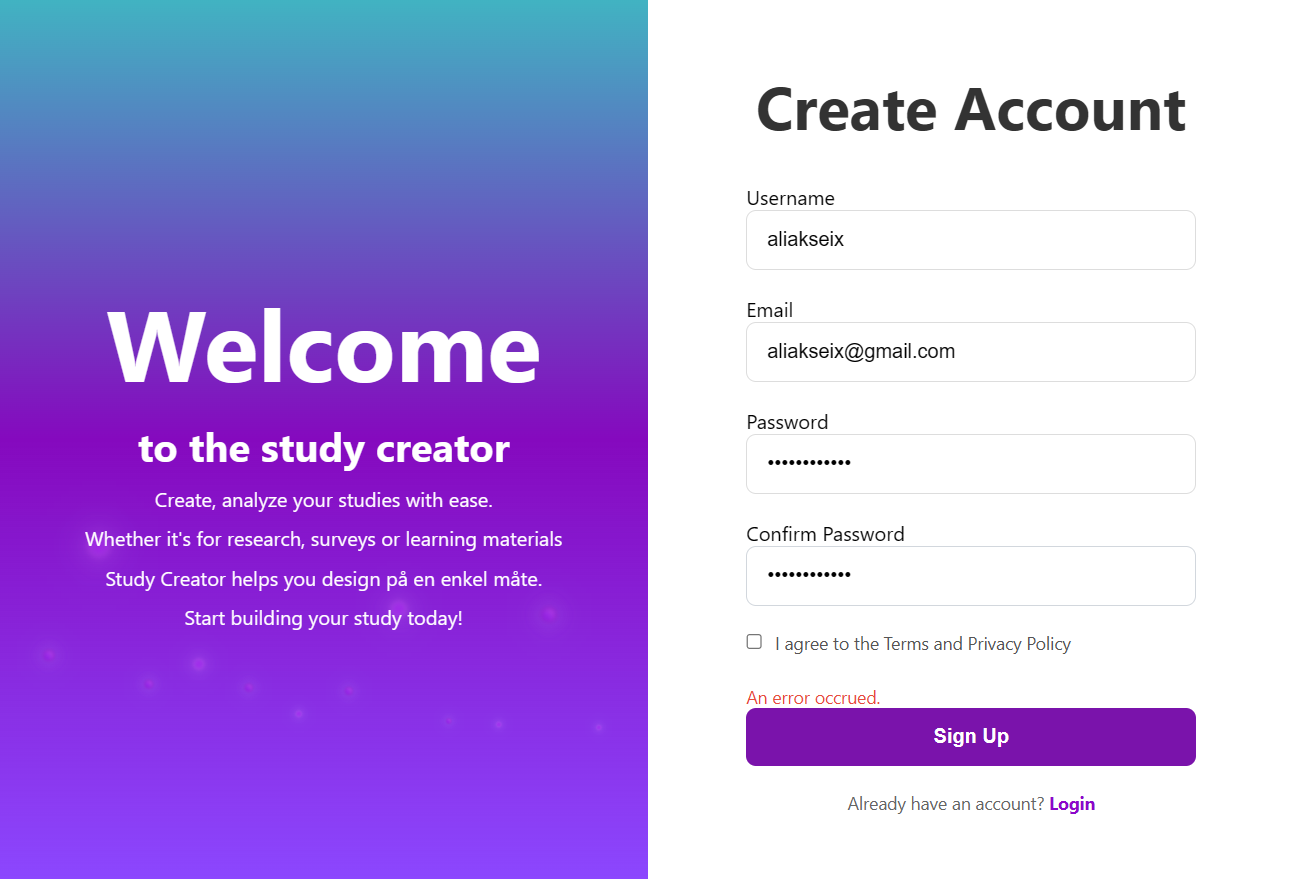 Welcome
to the study creator
Create, analyze your studies with ease.
Whether it's for research, surveys or learning materials
Study Creator helps you design på en enkel måte.
Start building your study today!
Create Account
Username
aliakseix
Email
aliakseix@gmail.com
Password
••••••••••••
Confirm Password
••••••••••••
I agree to the Terms and Privacy Policy
An error occrued.
Sign Up
Already have an account? Login